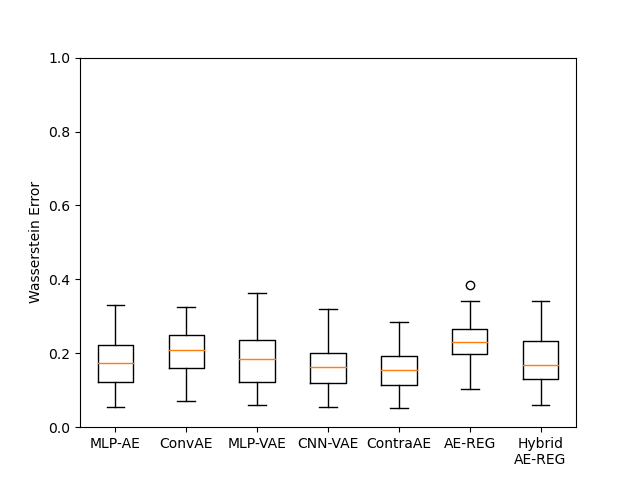 1.0
0.8
0.6
0.4
0.2
0.0
Wasserstein Error
MLP-AE ConvAE MLP-VAE CNN-VAE ContraAE AE-REG Hybrid
AE-REG